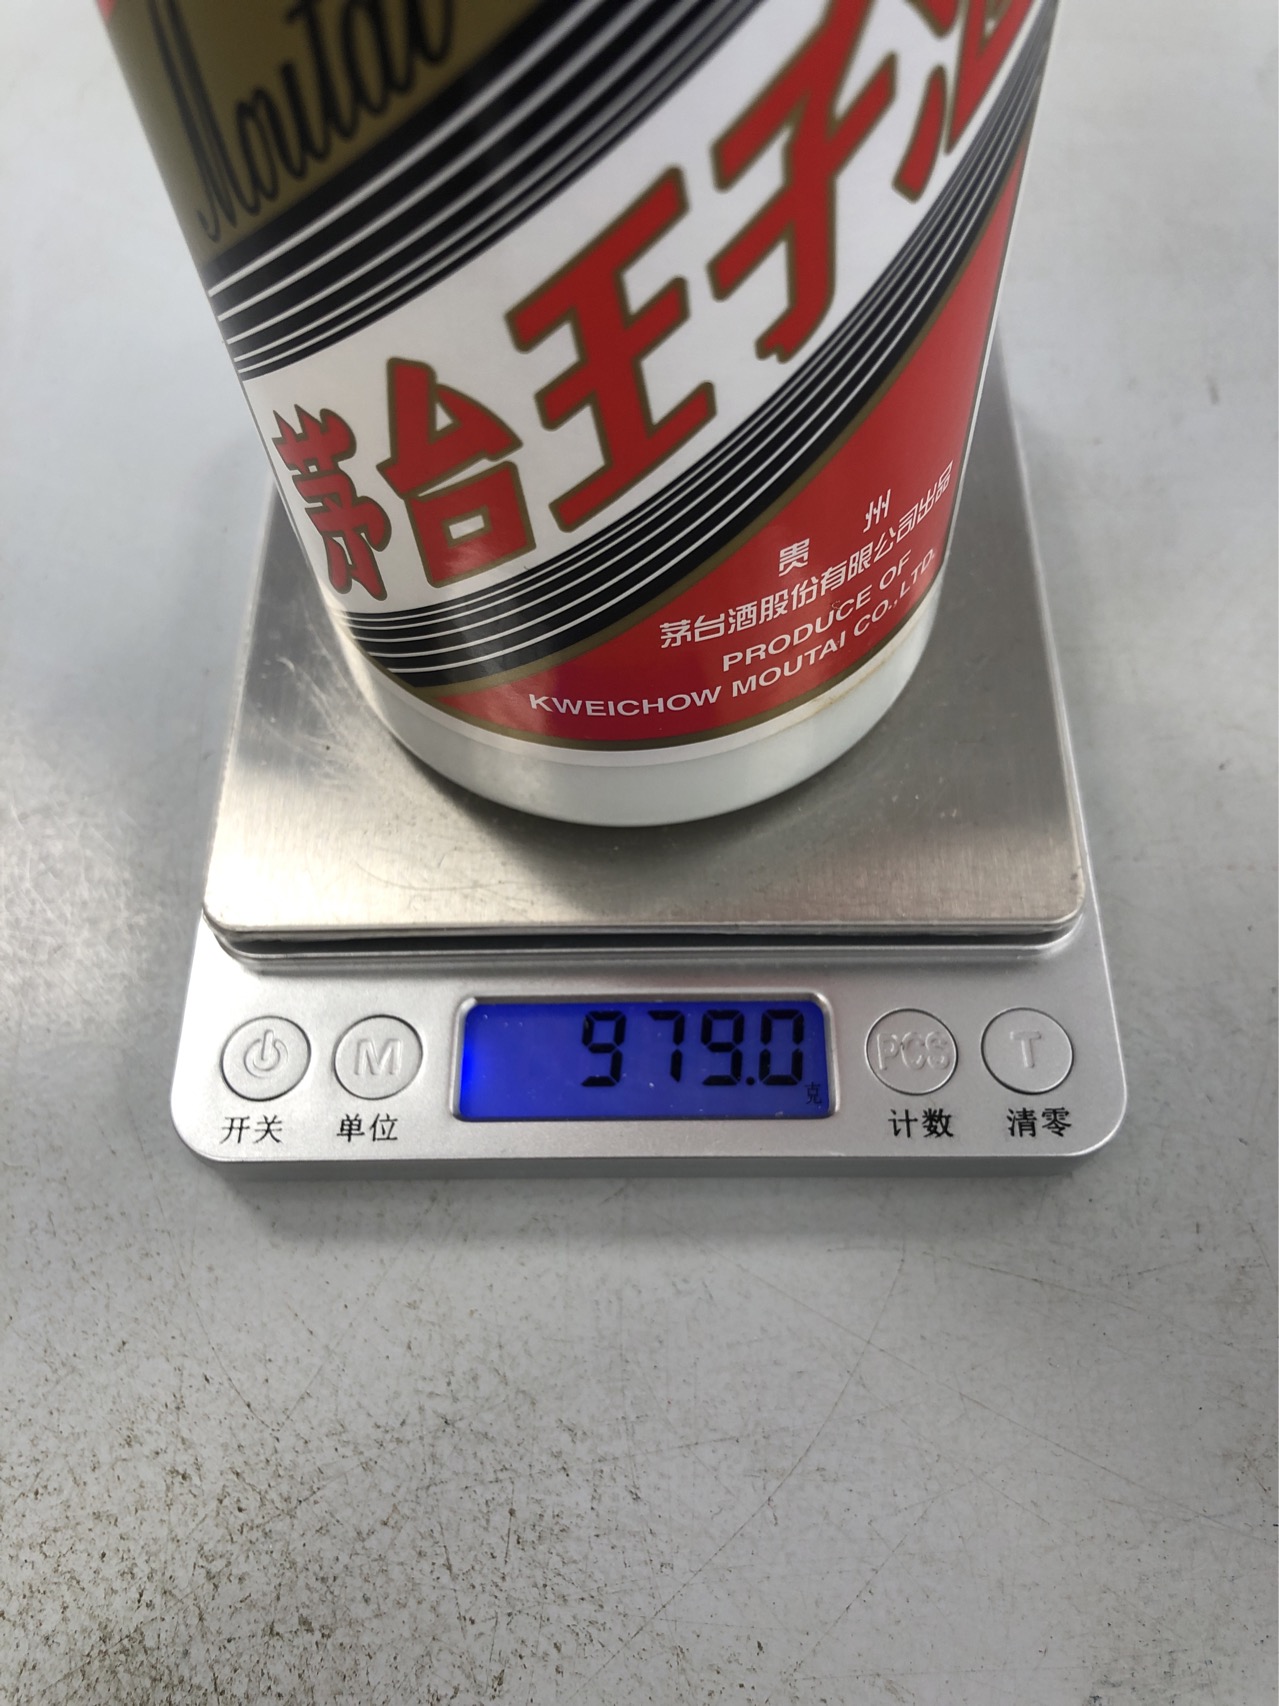 Moutai
茅台王子酒
贵州
茅台酒股份有限公司出品
PRODUCE OF
KWEICHOW MOUTAI CO.,LTD.
979.0
克
M
PCS
T
开关
单位
计数
清零